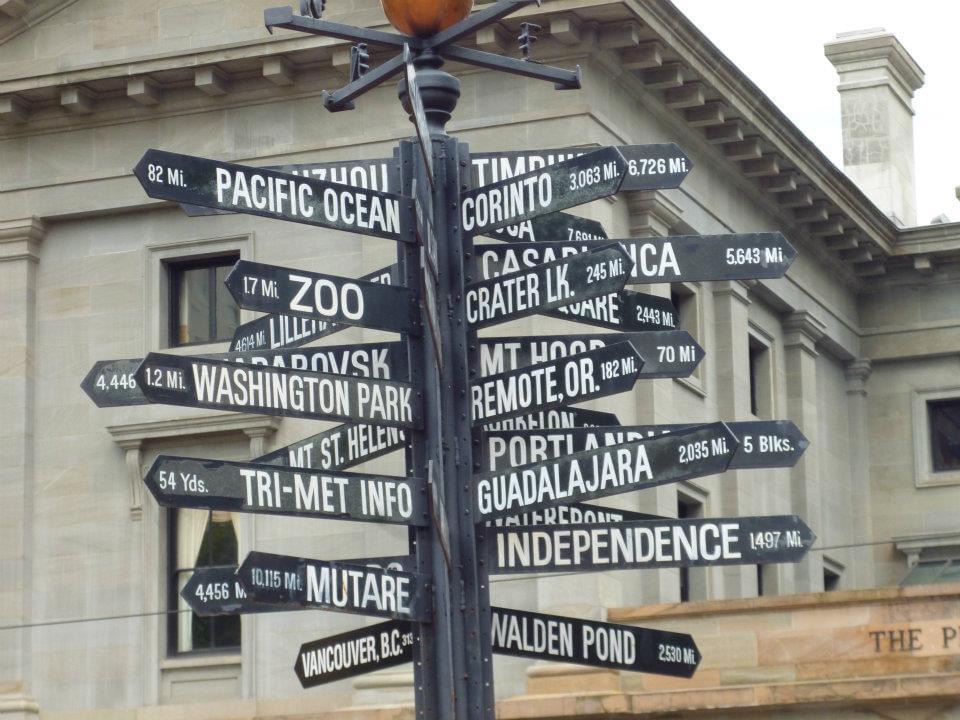 82 Mi. PACIFIC OCEAN
1.7 Mi. ZOO
4614 Mi.
4,446
1.2 Mi. WASHINGTON PARK
MT ST. HELENS
54 Yds. TRI-MET INFO
4,456 M
10,115 Mi. MUTARE
VANCOUVER, B.C. 313
6,726 Mi.
CORINTO 3,063 Mi.
5,643 Mi.
CRATER LK. 245 Mi.
2,443 Mi.
MT HOOD 70 Mi
REMOTE, OR. 182 Mi.
PORTLAND 5 Blks.
GUADALAJARA 2,035 Mi.
WATERFRONT
INDEPENDENCE 1,497 Mi.
WALDEN POND 2,530 Mi.
THE